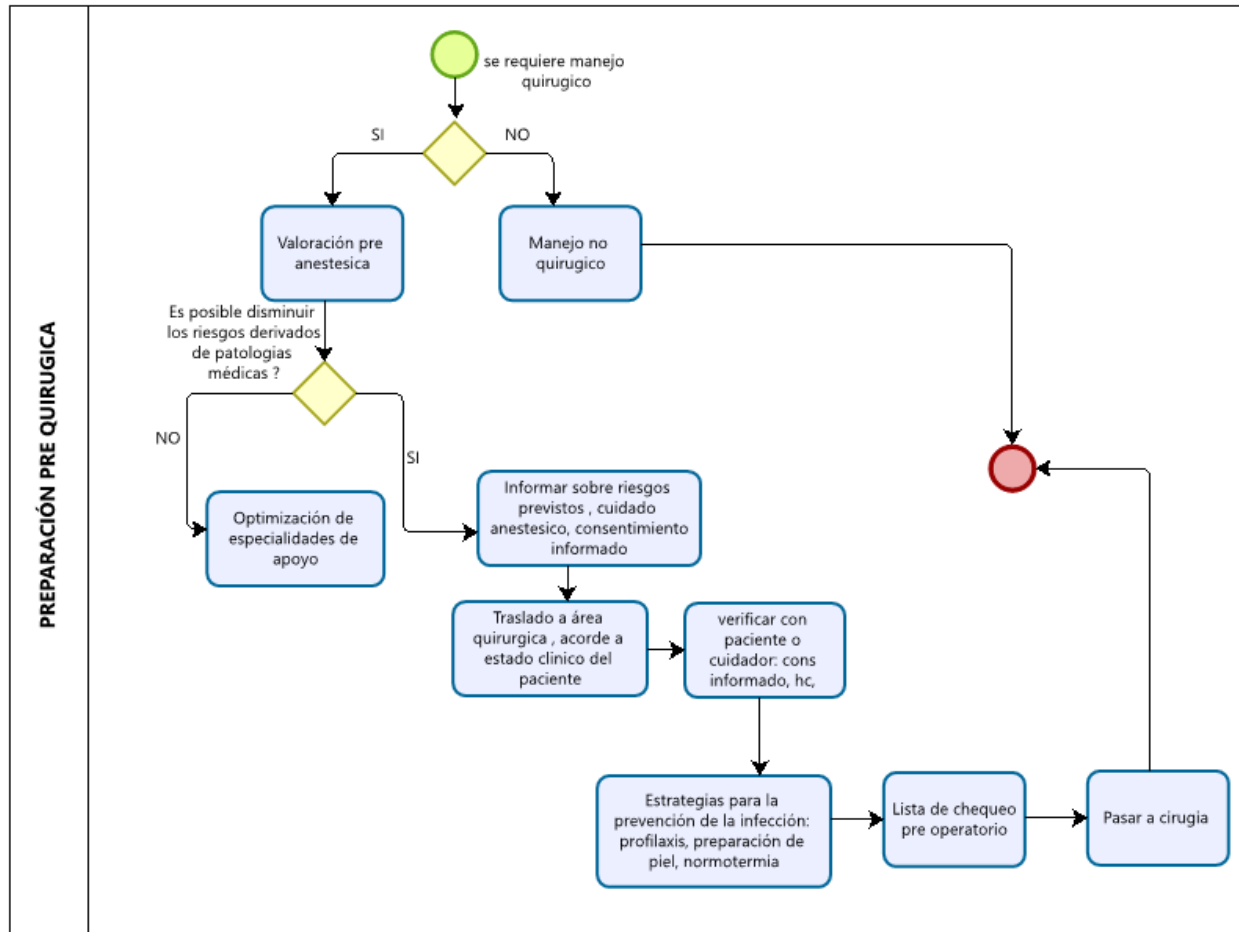 PREPARACIÓN PRE QUIRUGICA
se requiere manejo
quirugico
SI
NO
Valoración pre
anestesica
Manejo no
quirugico
Es posible disminuir
los riesgos derivados
de patologias
médicas ?
NO
SI
Optimización de
especialidades de
apoyo
Informar sobre riesgos
previstos , cuidado
anestesico, consentimiento
informado
Traslado a área
quirurgica , acorde a
estado clinico del
paciente
verificar con
paciente o
cuidador: cons
informado, hc,
Estrategias para la
prevención de la infección:
profilaxis, preparación de
piel, normotermia
Lista de chequeo
pre operatorio
Pasar a cirugia